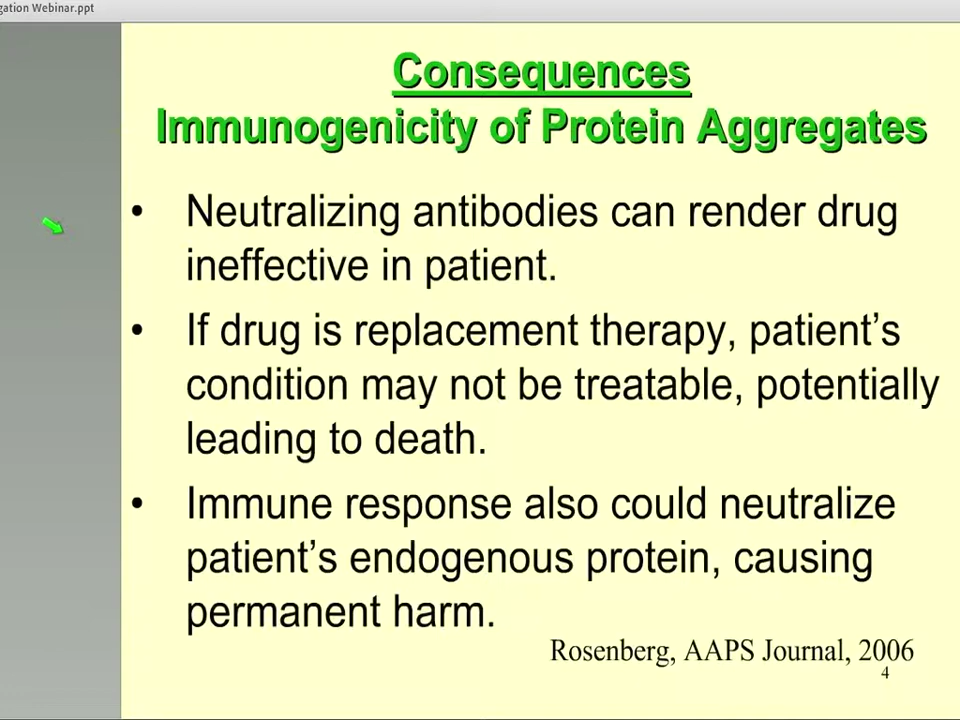 gation Webinar.ppt
Consequences
Immunogenicity of Protein Aggregates
• Neutralizing antibodies can render drug
ineffective in patient.
• If drug is replacement therapy, patient’s
condition may not be treatable, potentially
leading to death.
• Immune response also could neutralize
patient’s endogenous protein, causing
permanent harm.
Rosenberg, AAPS Journal, 2006
4